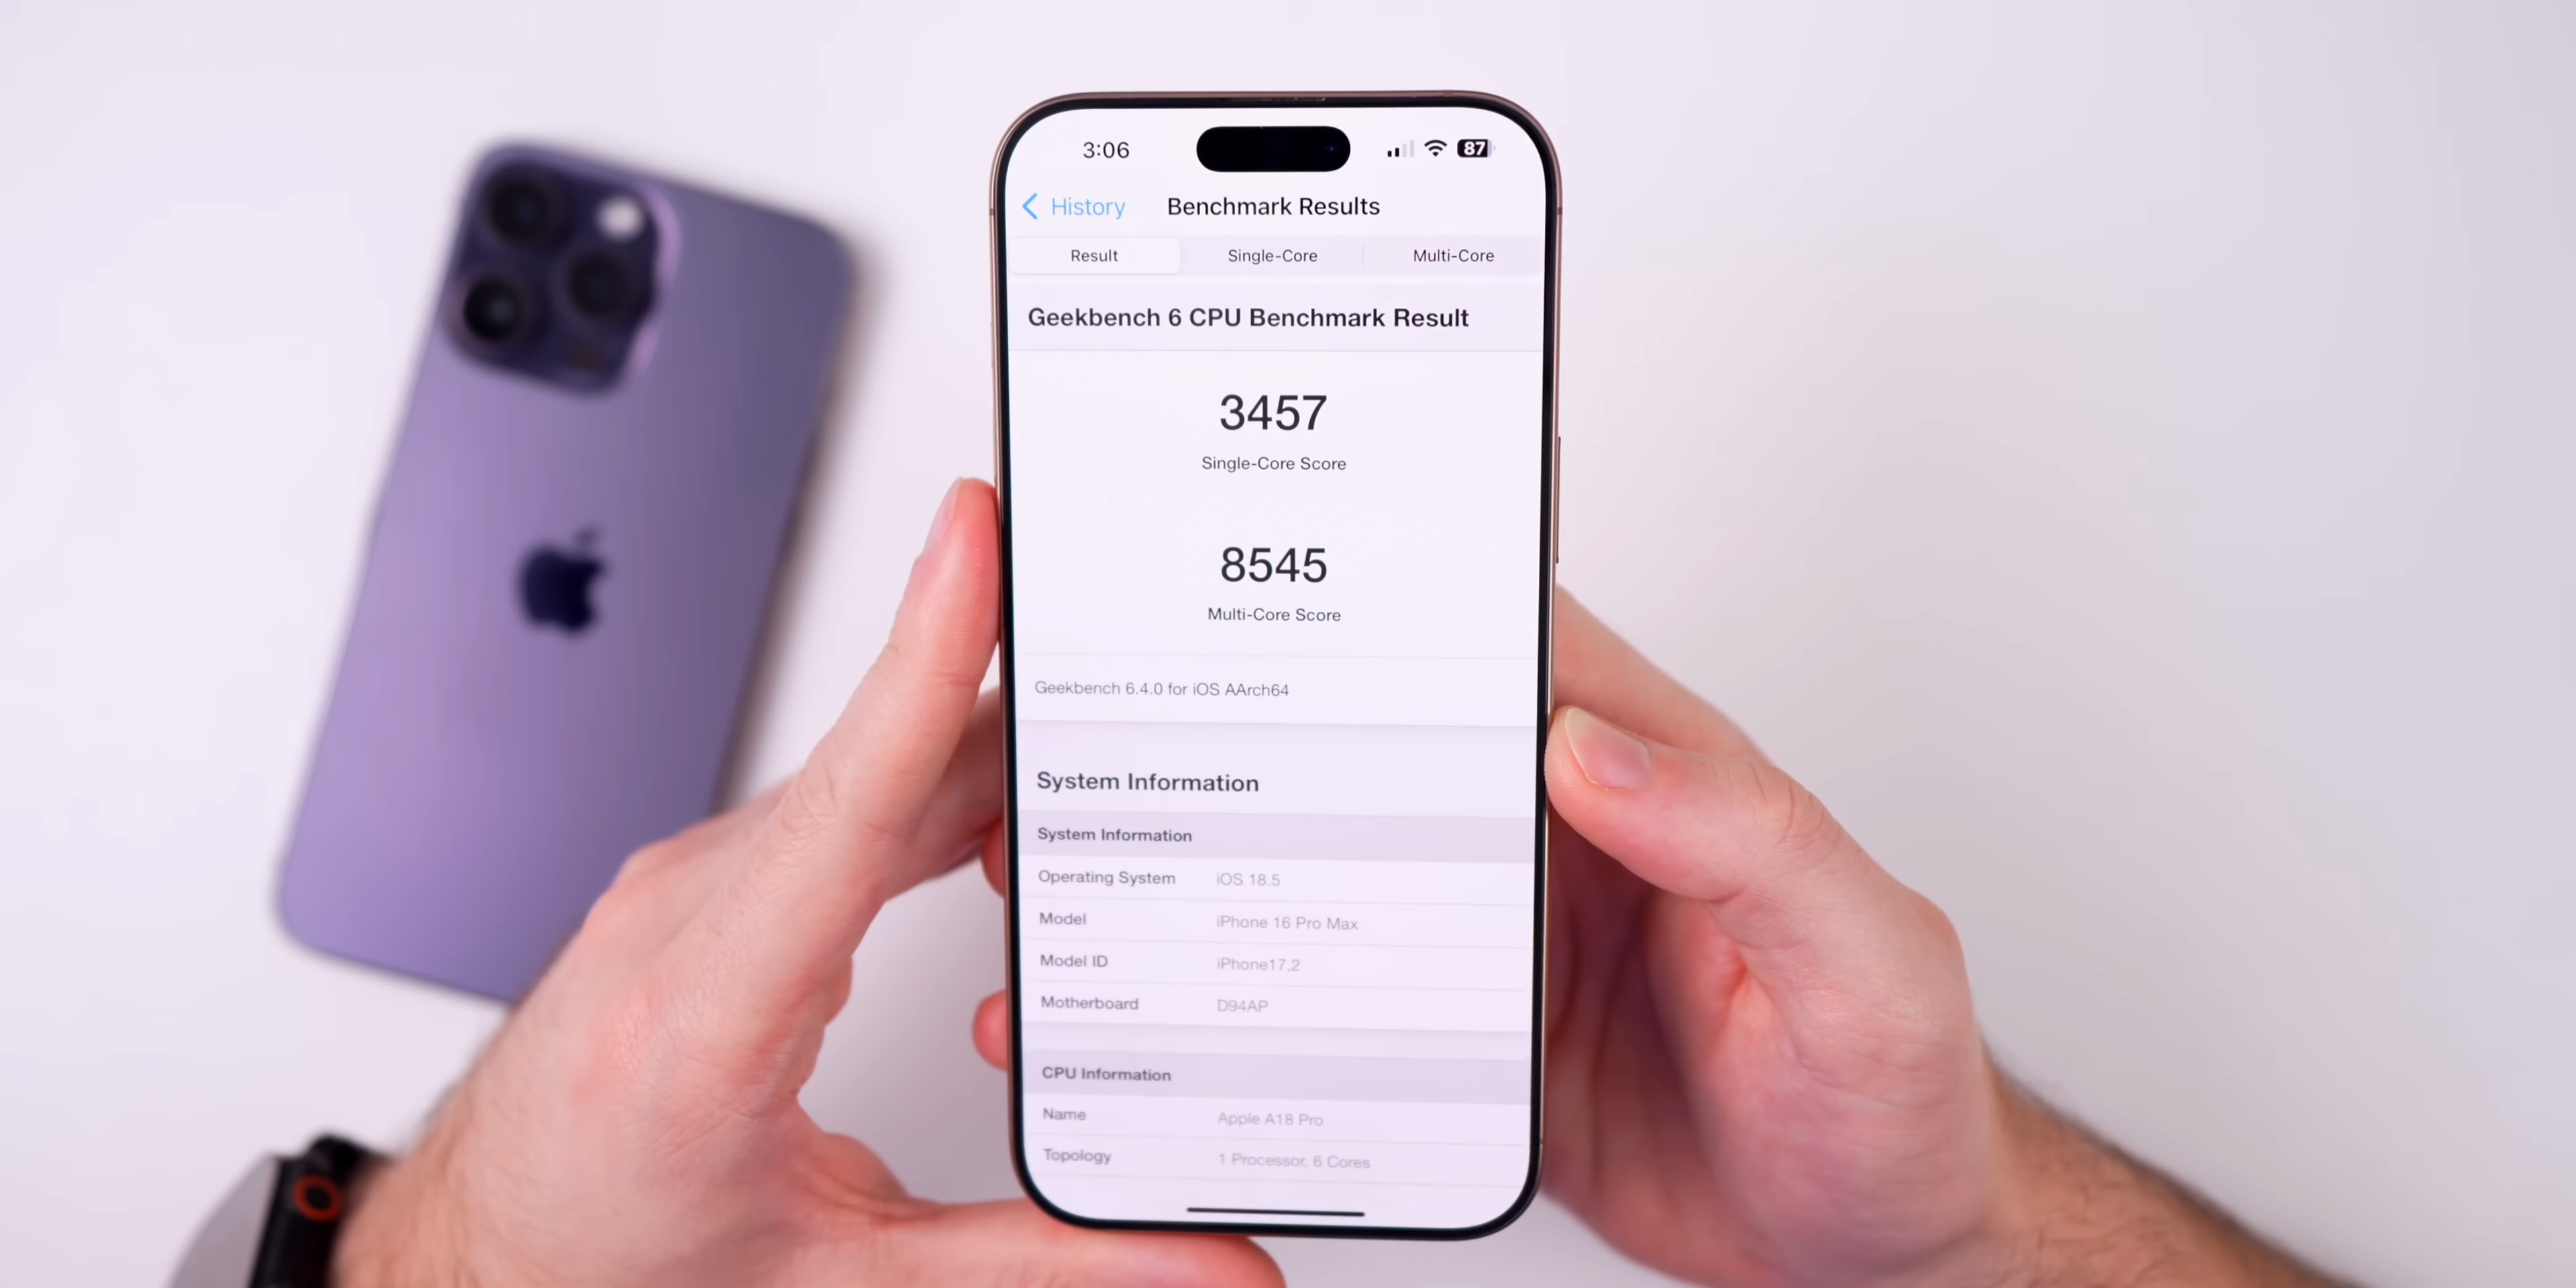 3:06
87
History Benchmark Results
Result Single-Core Multi-Core
Geekbench 6 CPU Benchmark Result
3457
Single-Core Score
8545
Multi-Core Score
Geekbench 6.4.0 for iOS AArch64
System Information
System Information
Operating System iOS 18.5
Model iPhone 16 Pro Max
Model ID iPhone17,2
Motherboard D94AP
CPU Information
Name Apple A18 Pro
Topology 1 Processor, 6 Cores